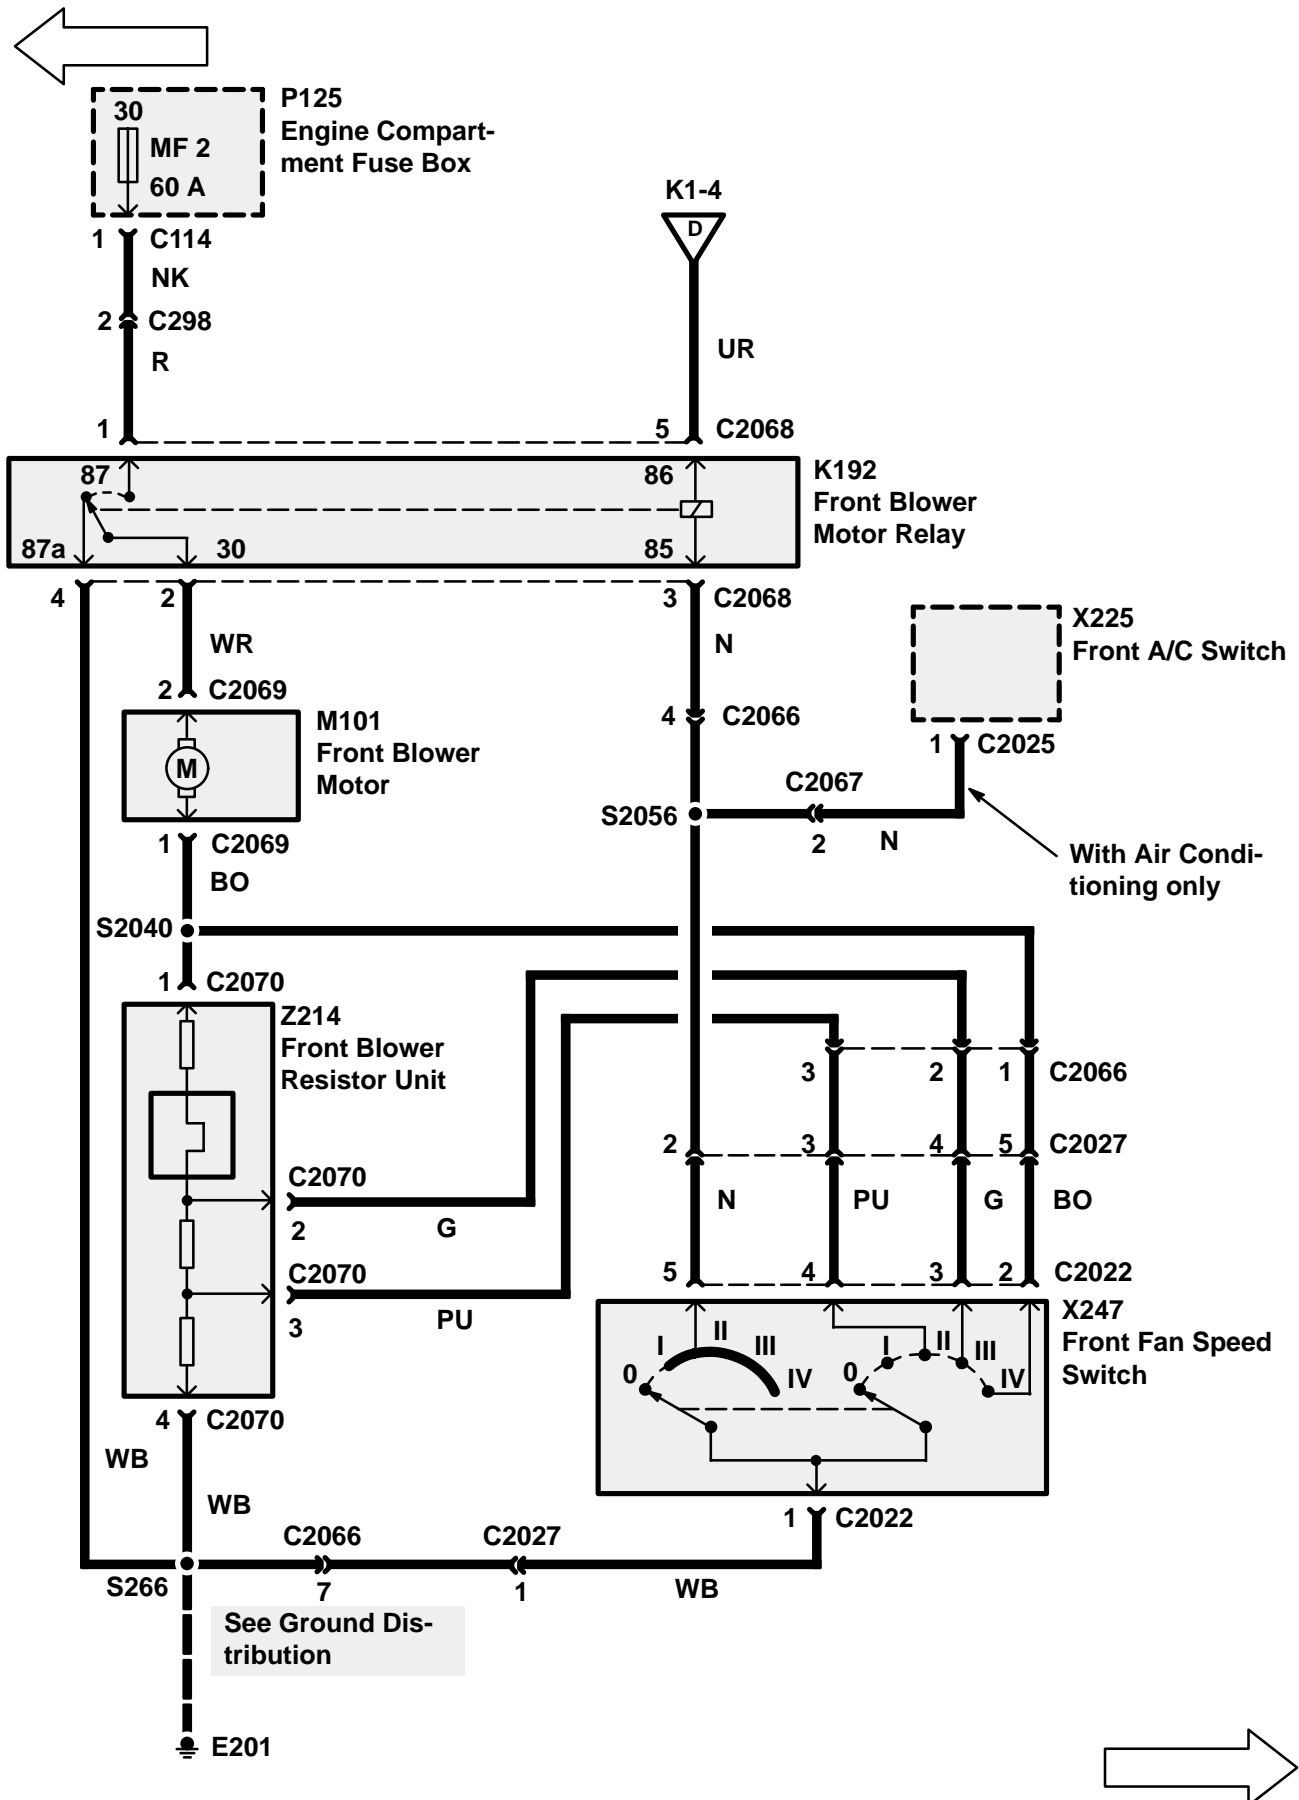 P125
30
Engine Compart-
MF 2
ment Fuse Box
60 A
K1-4
D
1 C114
NK
2 C298
UR
R
1 5 C2068
87 86 K192
Front Blower
Motor Relay
87a 30 85
4 2 3 C2068
X225
WR N Front A/C Switch
2 C2069
M101 4 C2066
Front Blower 1 C2025
M Motor C2067
S2056
1 C2069 2 N
With Air Condi-
BO tioning only
S2040
1 C2070
Z214
Front Blower
Resistor Unit
3 2 1 C2066
2 3 4 5 C2027
C2070
N PU G BO
2 G
C2070 5 4 3 2 C2022
X247
3 PU Front Fan Speed
Switch
0 I II III IV 0 I II III IV
4 C2070
WB
WB
1 C2022
C2066 C2027
S266 7 1 WB
See Ground Dis-
tribution
E201